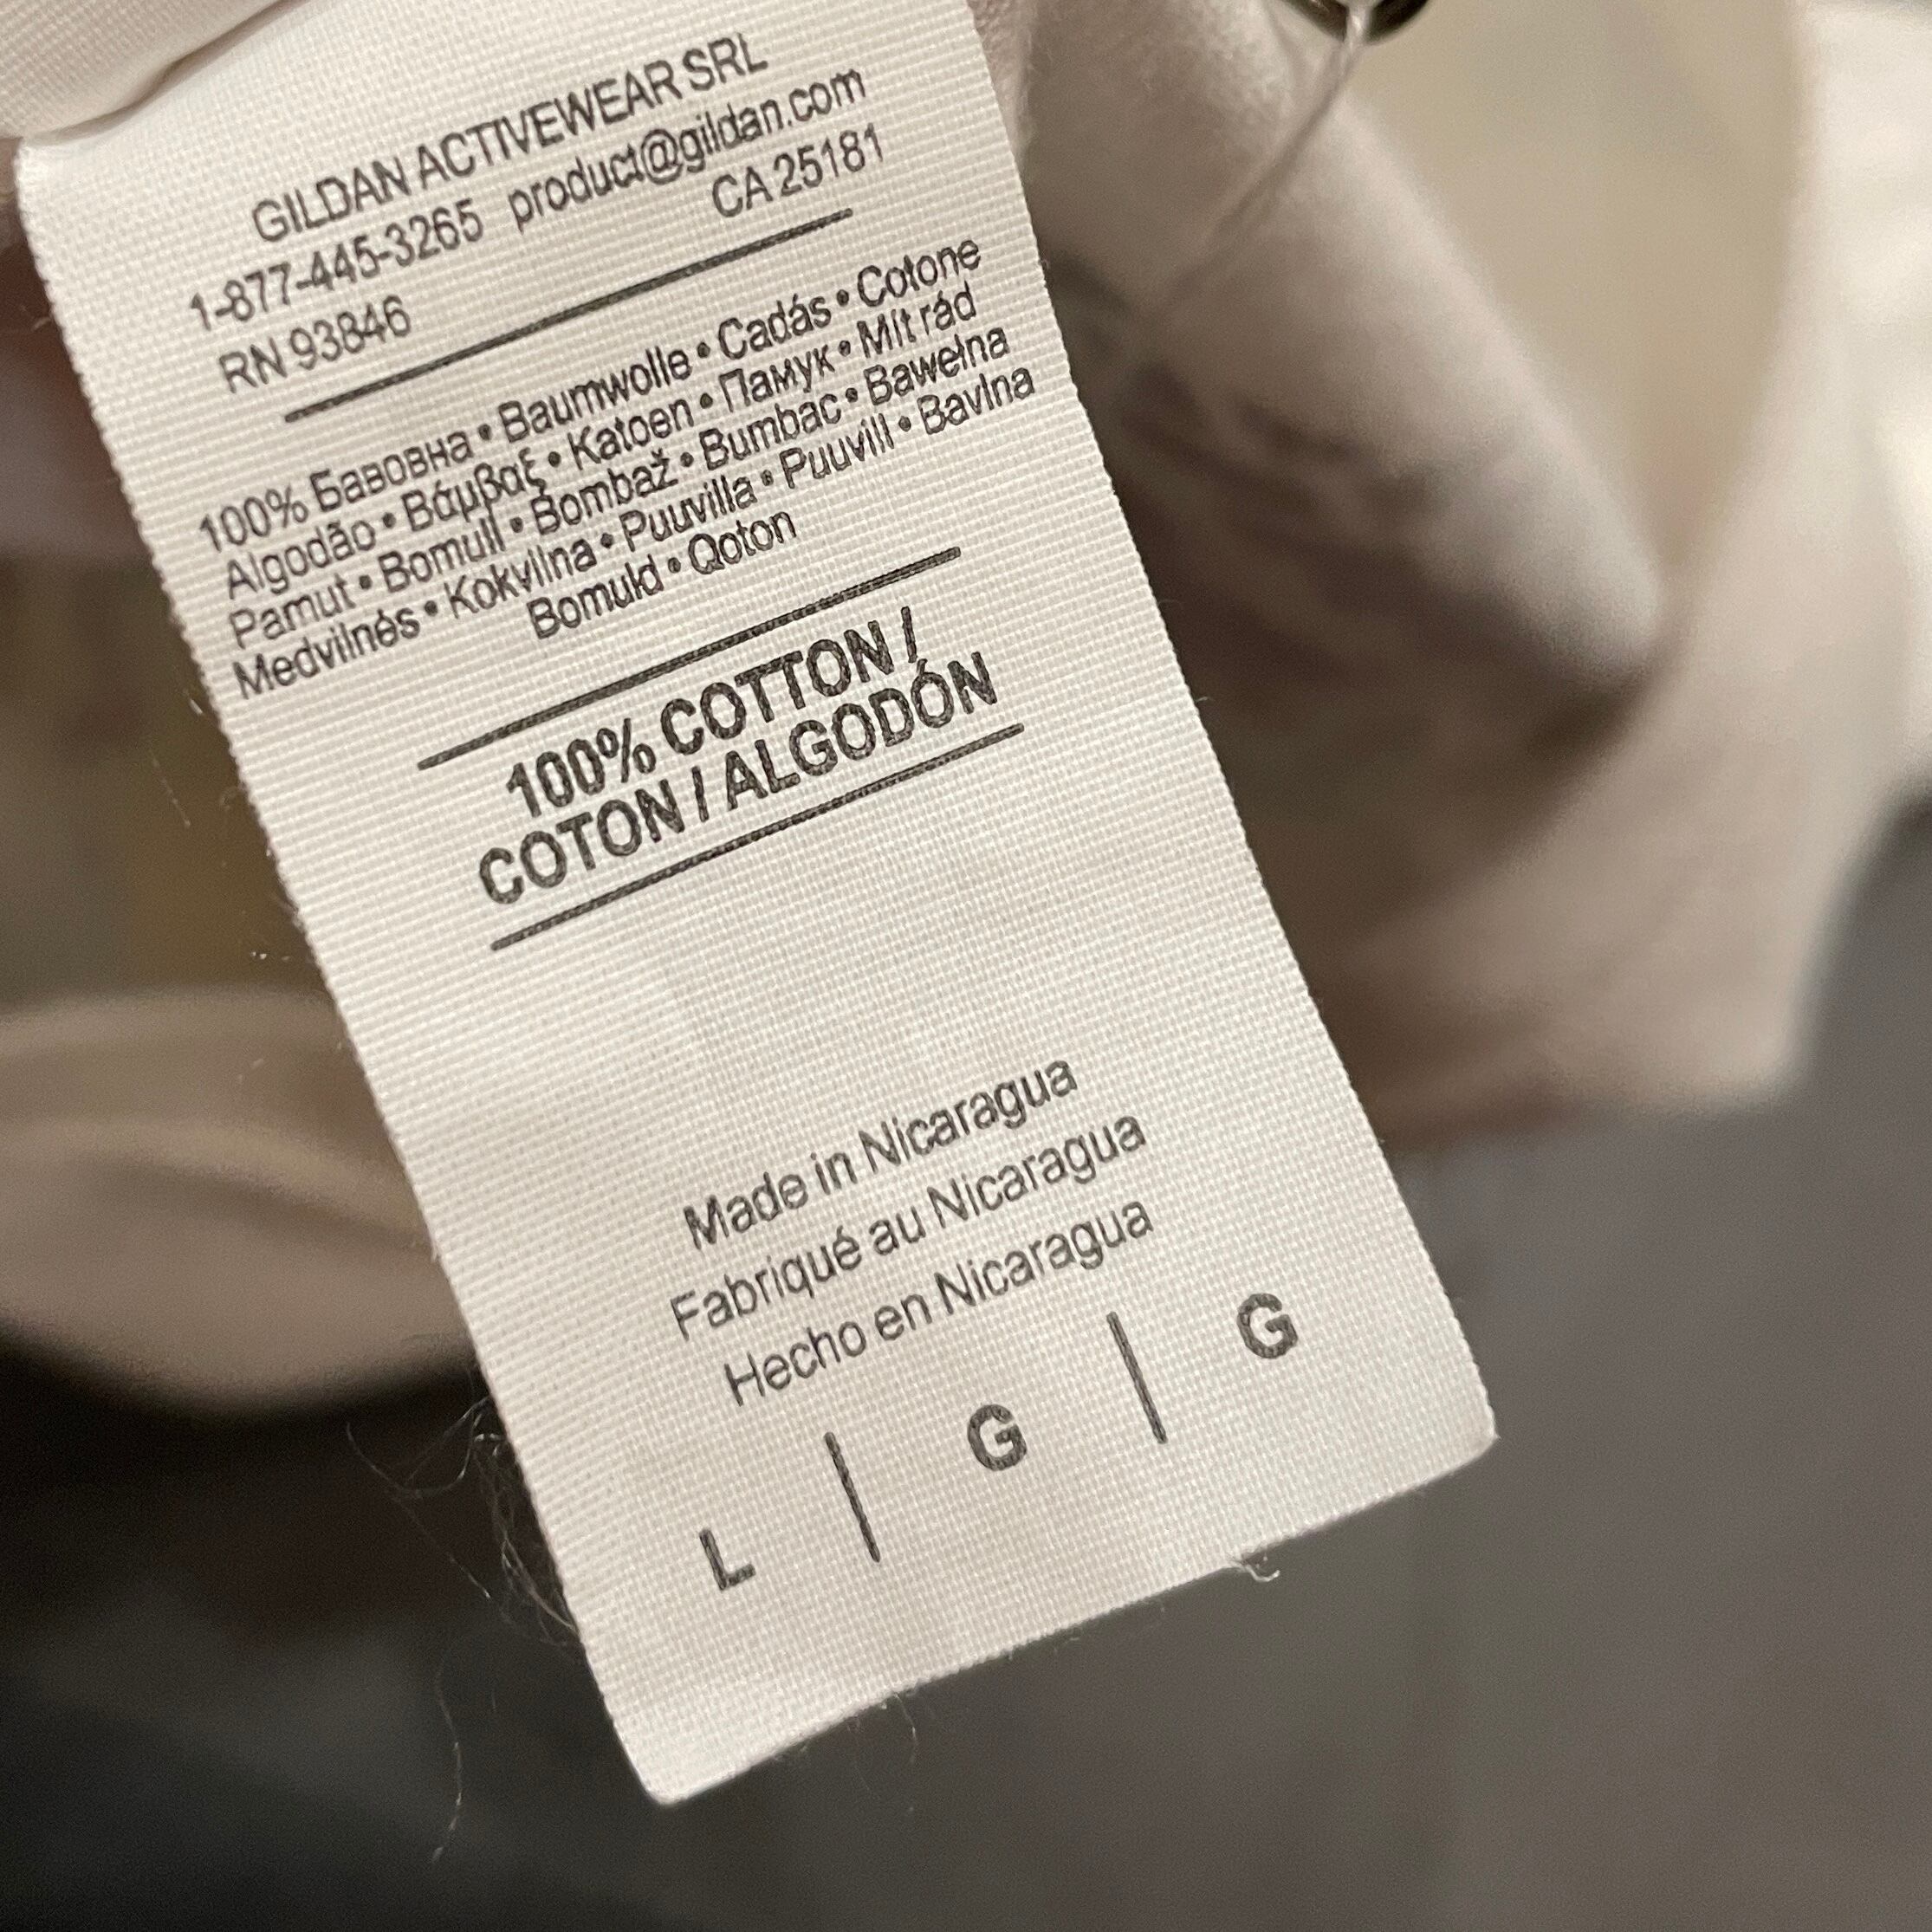 GILDAN ACTIVEWEAR SRL
1-877-445-3265 product@gildan.com
RN 93846 CA 25181
100% Бавовна • Baumwolle • Cadás • Cotone
Algodão • Βάμβαξ • Katoen • Памук • Mít rád
Pamut • Bomull • Bombaž • Bumbac • Bawełna
Medvilnės • Kokvilna • Puuvilla • Puuvill • Bavlna
Bomuld • Qoton
100% COTTON /
COTON / ALGODÓN
Made in Nicaragua
Fabriqué au Nicaragua
Hecho en Nicaragua
L | G | G